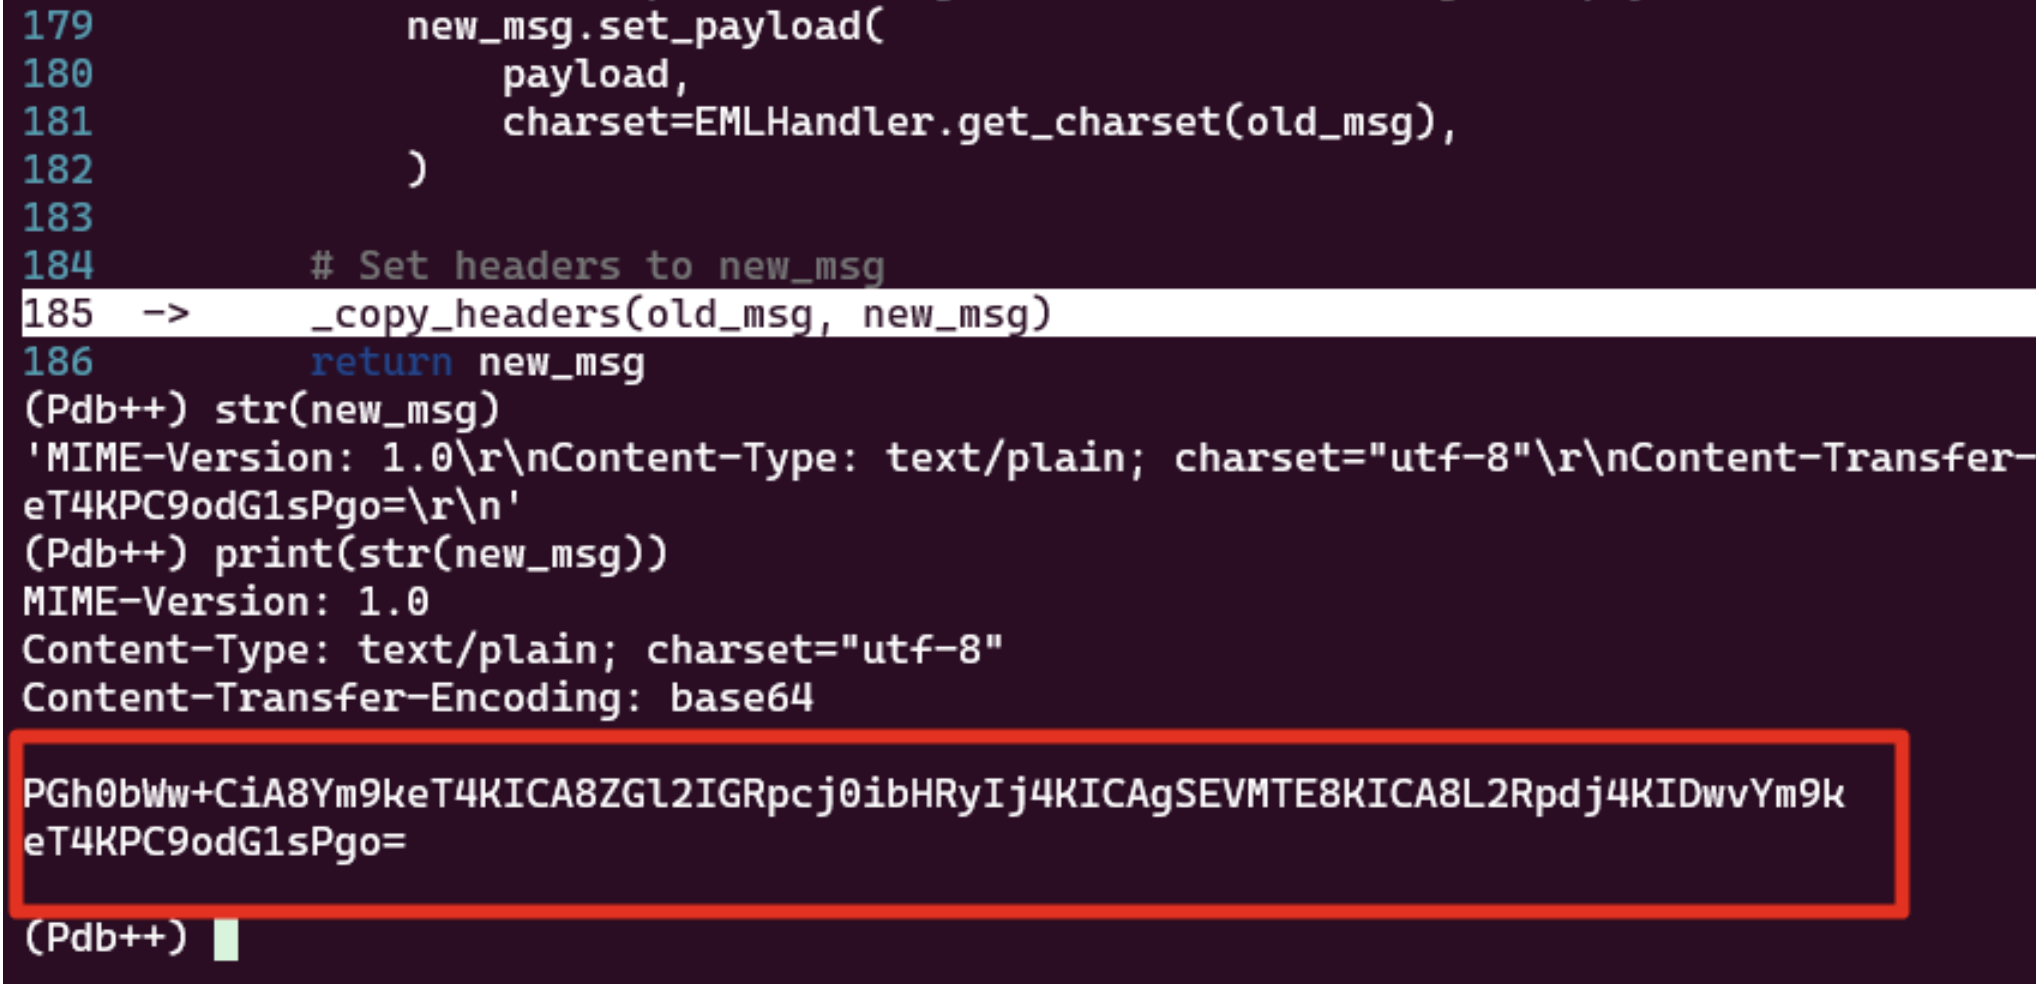 179             new_msg.set_payload(
180                 payload,
181                 charset=EMLHandler.get_charset(old_msg),
182             )
183
184         # Set headers to new_msg
185  ->     _copy_headers(old_msg, new_msg)
186         return new_msg
(Pdb++) str(new_msg)
'MIME-Version: 1.0\r\nContent-Type: text/plain; charset="utf-8"\r\nContent-Transfer-
eT4KPC9odG1sPgo=\r\n'
(Pdb++) print(str(new_msg))
MIME-Version: 1.0
Content-Type: text/plain; charset="utf-8"
Content-Transfer-Encoding: base64
PGh0bWw+CiA8Ym9keT4KICA8ZGl2IGRpcj0ibHRyIj4KICAgSEVMTE8KICA8L2Rpdj4KIDwvYm9k
eT4KPC9odG1sPgo=
(Pdb++)